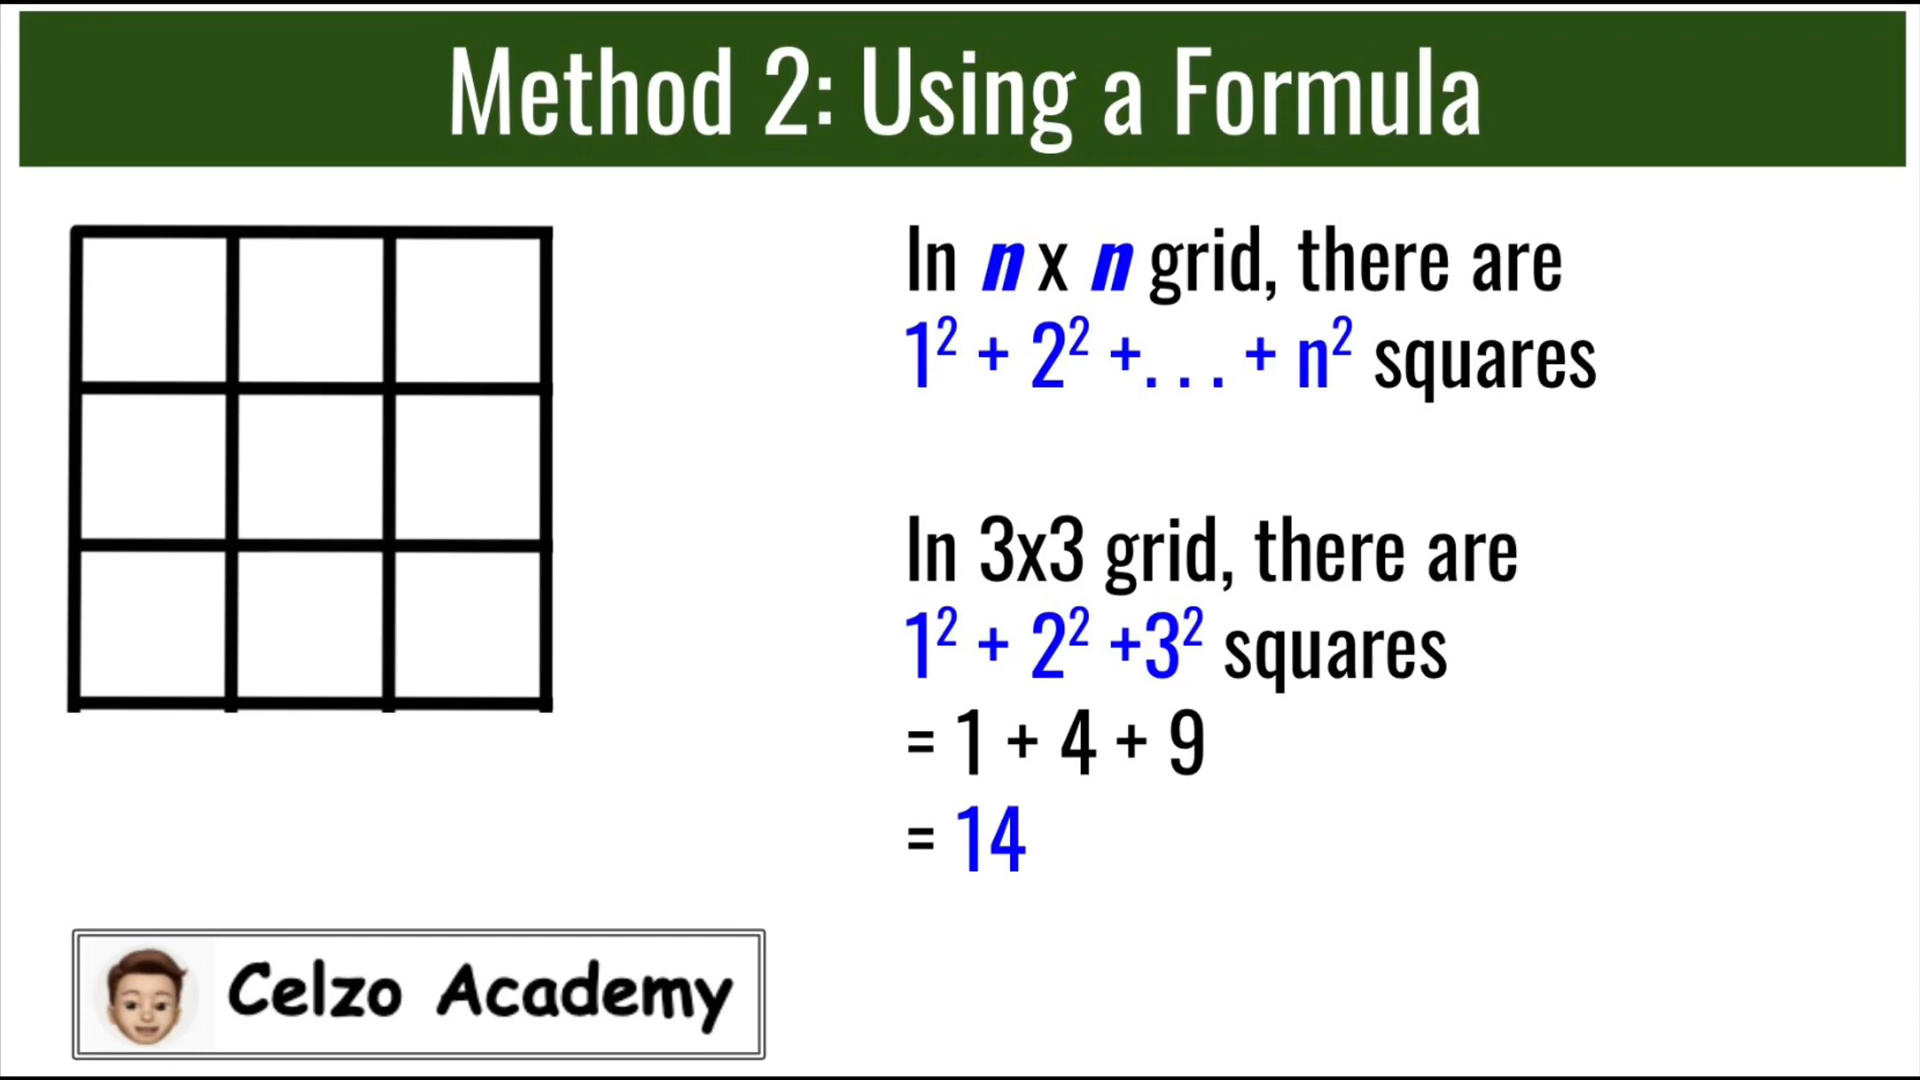 Method 2: Using a Formula
In n x n grid, there are
1² + 2² +. . . + n² squares
In 3x3 grid, there are
1² + 2² +3² squares
= 1 + 4 + 9
= 14
Celzo Academy